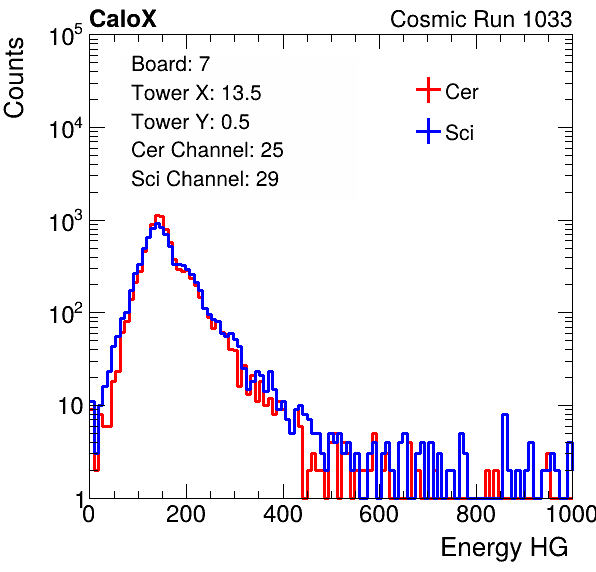 CaloX Cosmic Run 1033
Counts
Board: 7
Tower X: 13.5
Tower Y: 0.5
Cer Channel: 25
Sci Channel: 29
Cer
Sci
10^5
10^4
10^3
10^2
10
1
0 200 400 600 800 1000
Energy HG